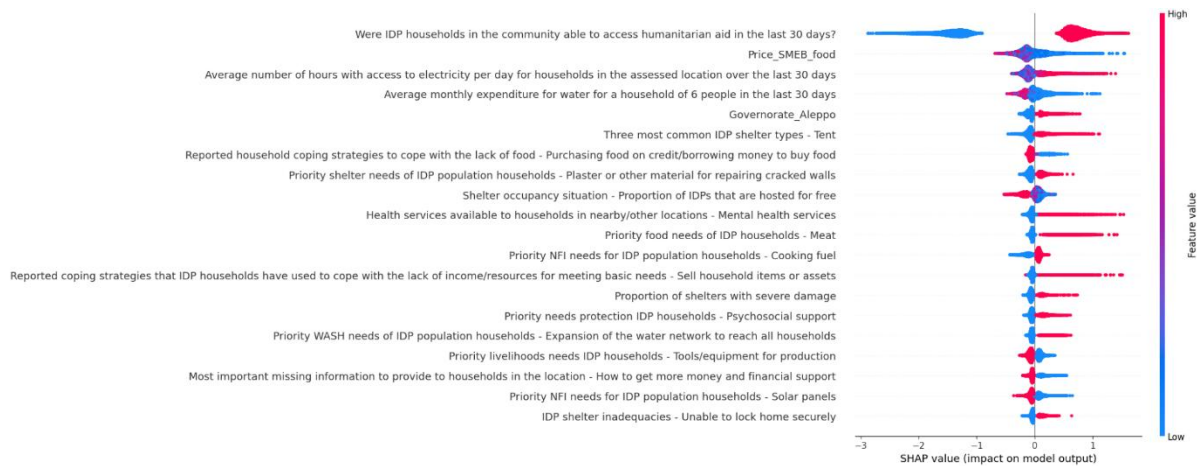 High
Were IDP households in the community able to access humanitarian aid in the last 30 days?
Price_SMEB_food
Average number of hours with access to electricity per day for households in the assessed location over the last 30 days
Average monthly expenditure for water for a household of 6 people in the last 30 days
Governorate_Aleppo
Three most common IDP shelter types - Tent
Reported household coping strategies to cope with the lack of food - Purchasing food on credit/borrowing money to buy food
Priority shelter needs of IDP population households - Plaster or other material for repairing cracked walls
Shelter occupancy situation - Proportion of IDPs that are hosted for free
Health services available to households in nearby/other locations - Mental health services
Priority food needs of IDP households - Meat
Priority NFI needs for IDP population households - Cooking fuel
Reported coping strategies that IDP households have used to cope with the lack of income/resources for meeting basic needs - Sell household items or assets
Proportion of shelters with severe damage
Priority needs protection IDP households - Psychosocial support
Priority WASH needs of IDP population households - Expansion of the water network to reach all households
Priority livelihoods needs IDP households - Tools/equipment for production
Most important missing information to provide to households in the location - How to get more money and financial support
Priority NFI needs for IDP population households - Solar panels
IDP shelter inadequacies - Unable to lock home securely
Feature value
Low
−3 −2 −1 0 1
SHAP value (impact on model output)